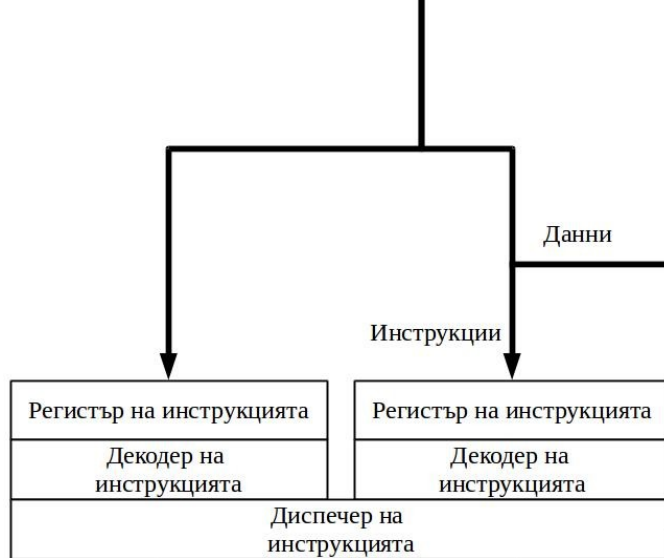 Данни
Инструкции
Регистър на инструкцията
Регистър на инструкцията
Декодер на
инструкцията
Декодер на
инструкцията
Диспечер на
инструкцията